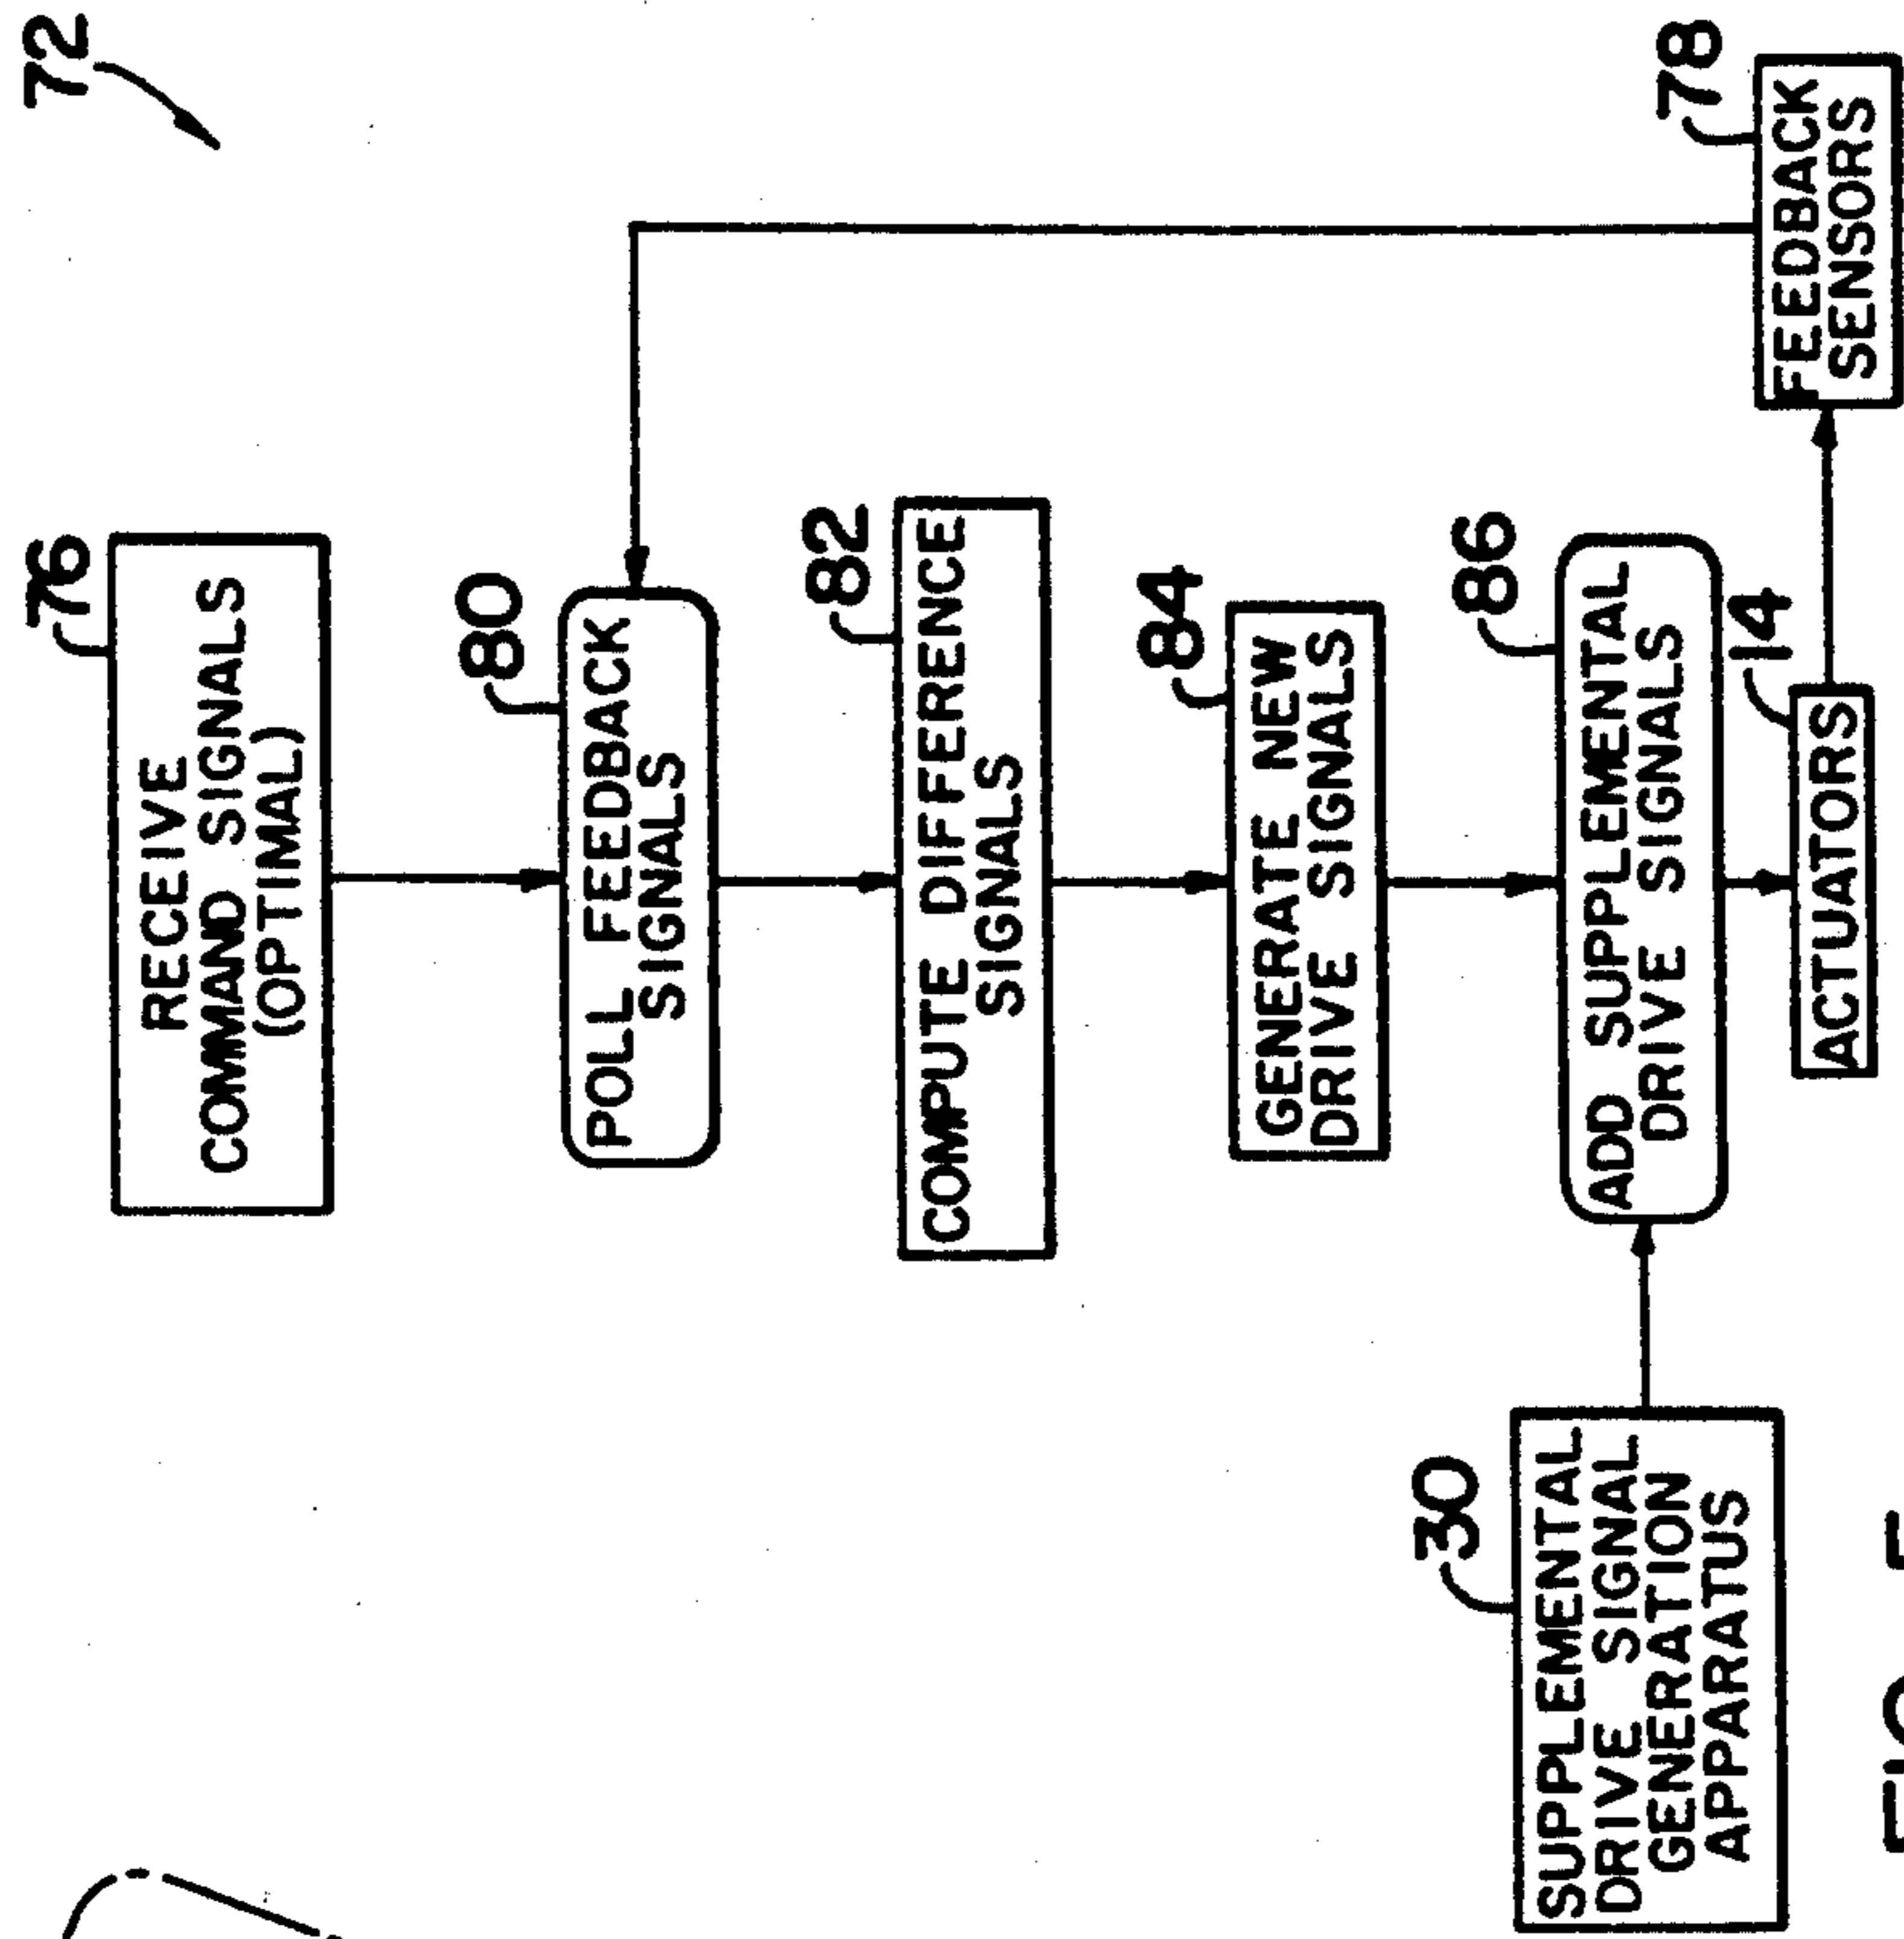 72
76
RECEIVE
COMMAND SIGNALS
(OPTIMAL)
80
POLL FEEDBACK
SIGNALS
82
COMPUTE DIFFERENCE
SIGNALS
84
GENERATE NEW
DRIVE SIGNALS
86
ADD SUPPLEMENTAL
DRIVE SIGNALS
30
SUPPLEMENTAL
DRIVE SIGNAL
GENERATION
APPARATUS
14
ACTUATORS
78
FEEDBACK
SENSORS